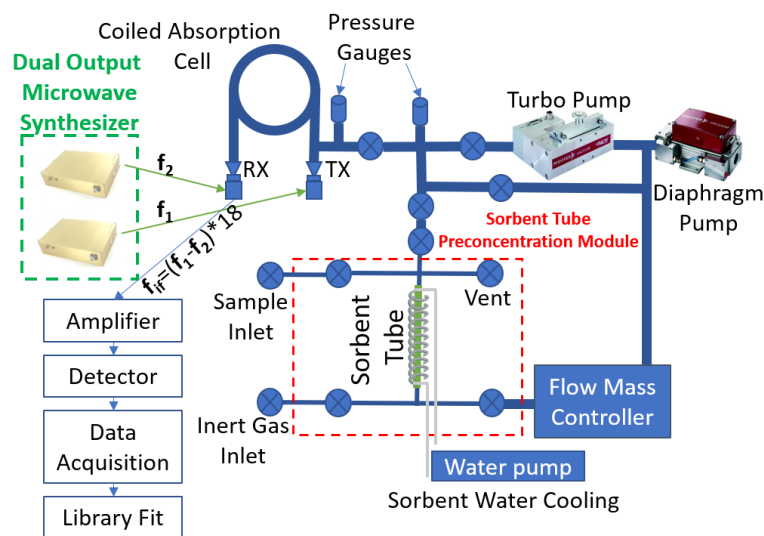 Coiled Absorption
Cell
Pressure
Gauges
Dual Output
Microwave
Synthesizer
Turbo Pump
f2
RX
TX
f1
Diaphragm
Pump
Sorbent Tube
Preconcentration Module
fif=(f1-f2)*18
Sample
Inlet
Vent
Amplifier
Sorbent
Tube
Detector
Flow Mass
Controller
Inert Gas
Inlet
Data
Acquisition
Water pump
Sorbent Water Cooling
Library Fit